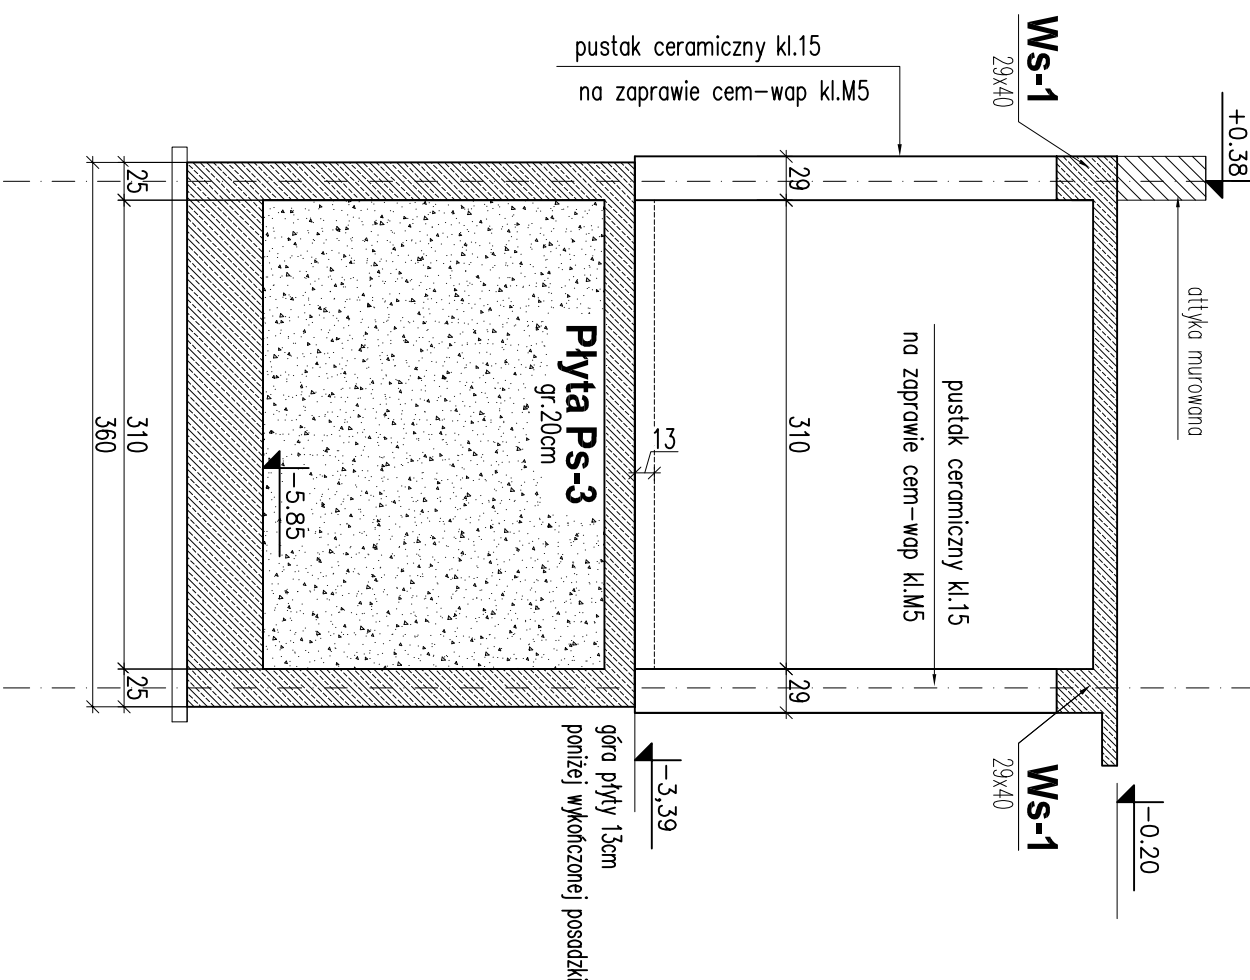 pustak ceramiczny kl.15
na zaprawie cem-wap kl.M5
Ws-1
29x40
+0.38
attyka murowana
pustak ceramiczny kl.15
na zaprawie cem-wap kl.M5
29
310
29
13
Płyta Ps-3
gr.20cm
-5.85
25
310
25
360
Ws-1
29x40
-0.20
-3,39
góra płyty 13cm
poniżej wykończonej posadzki